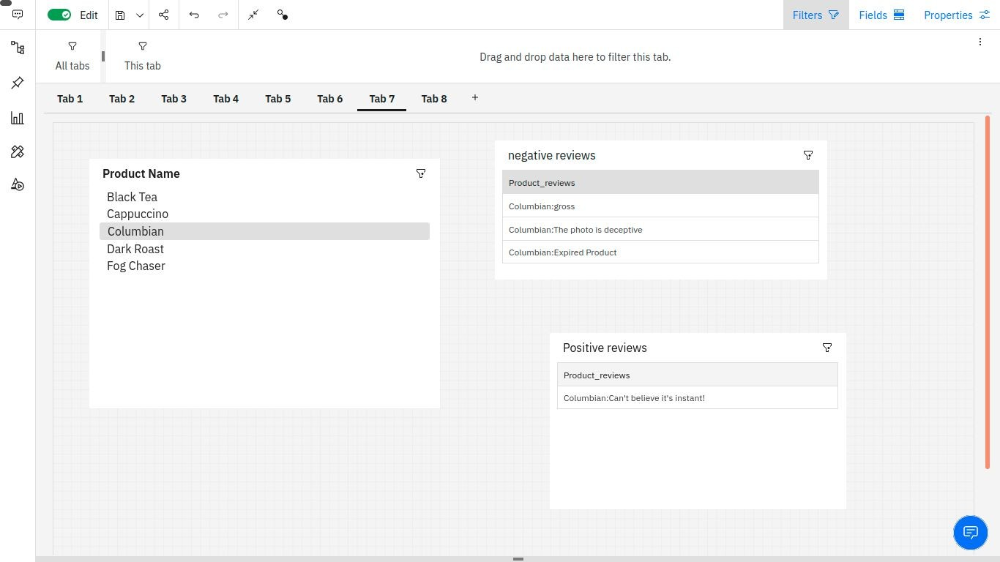 Edit
Filters
Fields
Properties
All tabs
This tab
Drag and drop data here to filter this tab.
Tab 1
Tab 2
Tab 3
Tab 4
Tab 5
Tab 6
Tab 7
Tab 8
Product Name
Black Tea
Cappuccino
Columbian
Dark Roast
Fog Chaser
negative reviews
Product_reviews
Columbian:gross
Columbian:The photo is deceptive
Columbian:Expired Product
Positive reviews
Product_reviews
Columbian:Can't believe it's instant!